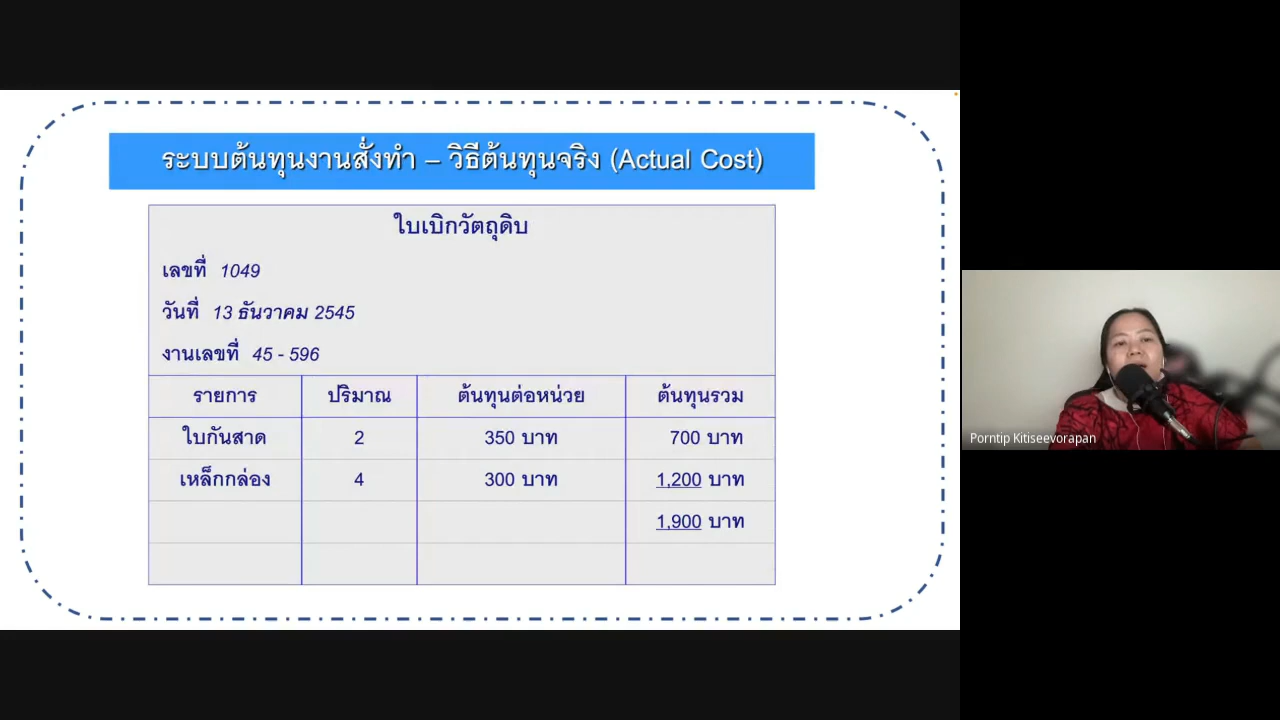 ระบบต้นทุนงานสั่งทำ – วิธีต้นทุนจริง (Actual Cost)
ใบเบิกวัตถุดิบ
เลขที่ 1049
วันที่ 13 ธันวาคม 2545
งานเลขที่ 45 - 596
รายการ ปริมาณ ต้นทุนต่อหน่วย ต้นทุนรวม
ใบกันสาด 2 350 บาท 700 บาท
เหล็กกล่อง 4 300 บาท 1,200 บาท
1,900 บาท
Porntip Kitiseevorapan